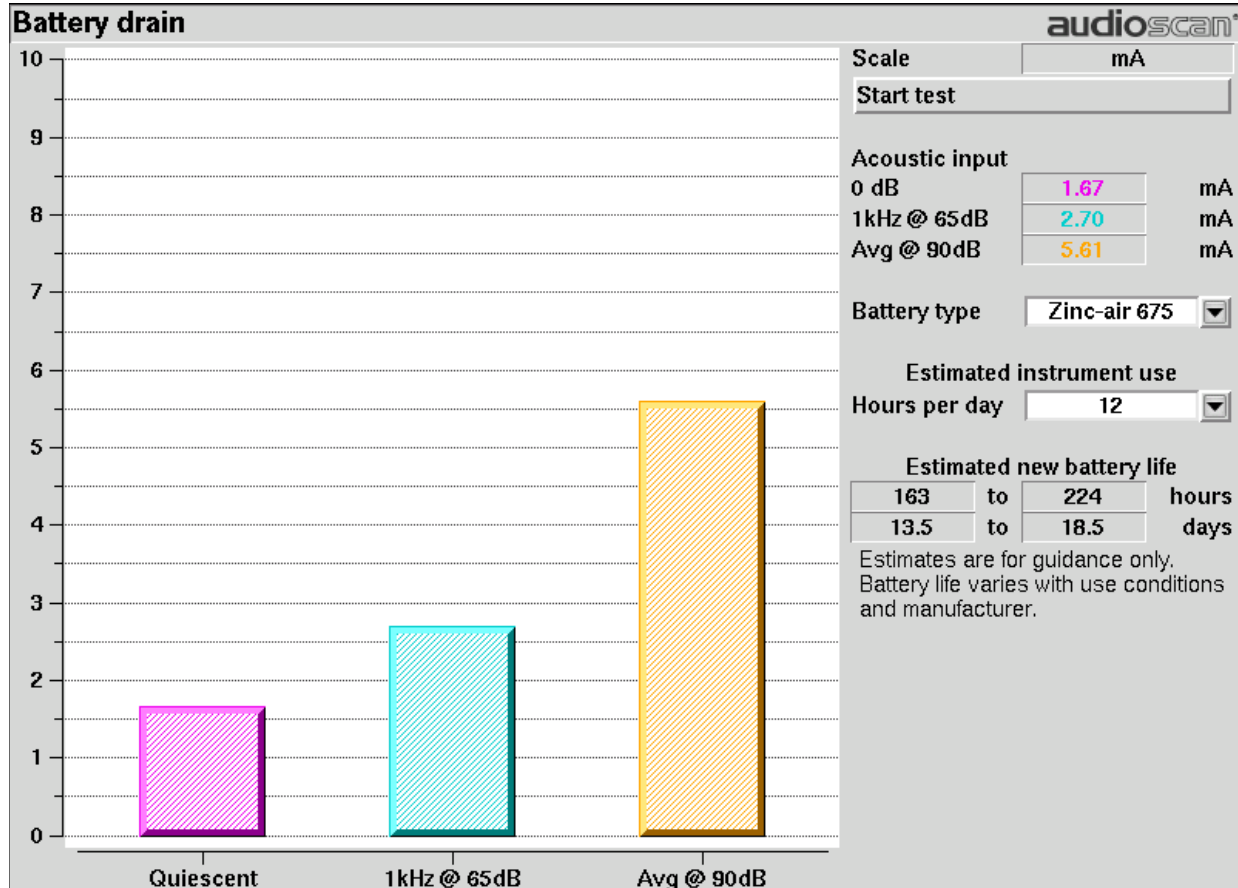 Battery drain
audioscan
Scale mA
Start test
Acoustic input
0 dB 1.67 mA
1kHz @ 65dB 2.70 mA
Avg @ 90dB 5.61 mA
Battery type Zinc-air 675
Estimated instrument use
Hours per day 12
Estimated new battery life
163 to 224 hours
13.5 to 18.5 days
Estimates are for guidance only.
Battery life varies with use conditions
and manufacturer.
10
9
8
7
6
5
4
3
2
1
0
Quiescent 1kHz @ 65dB Avg @ 90dB